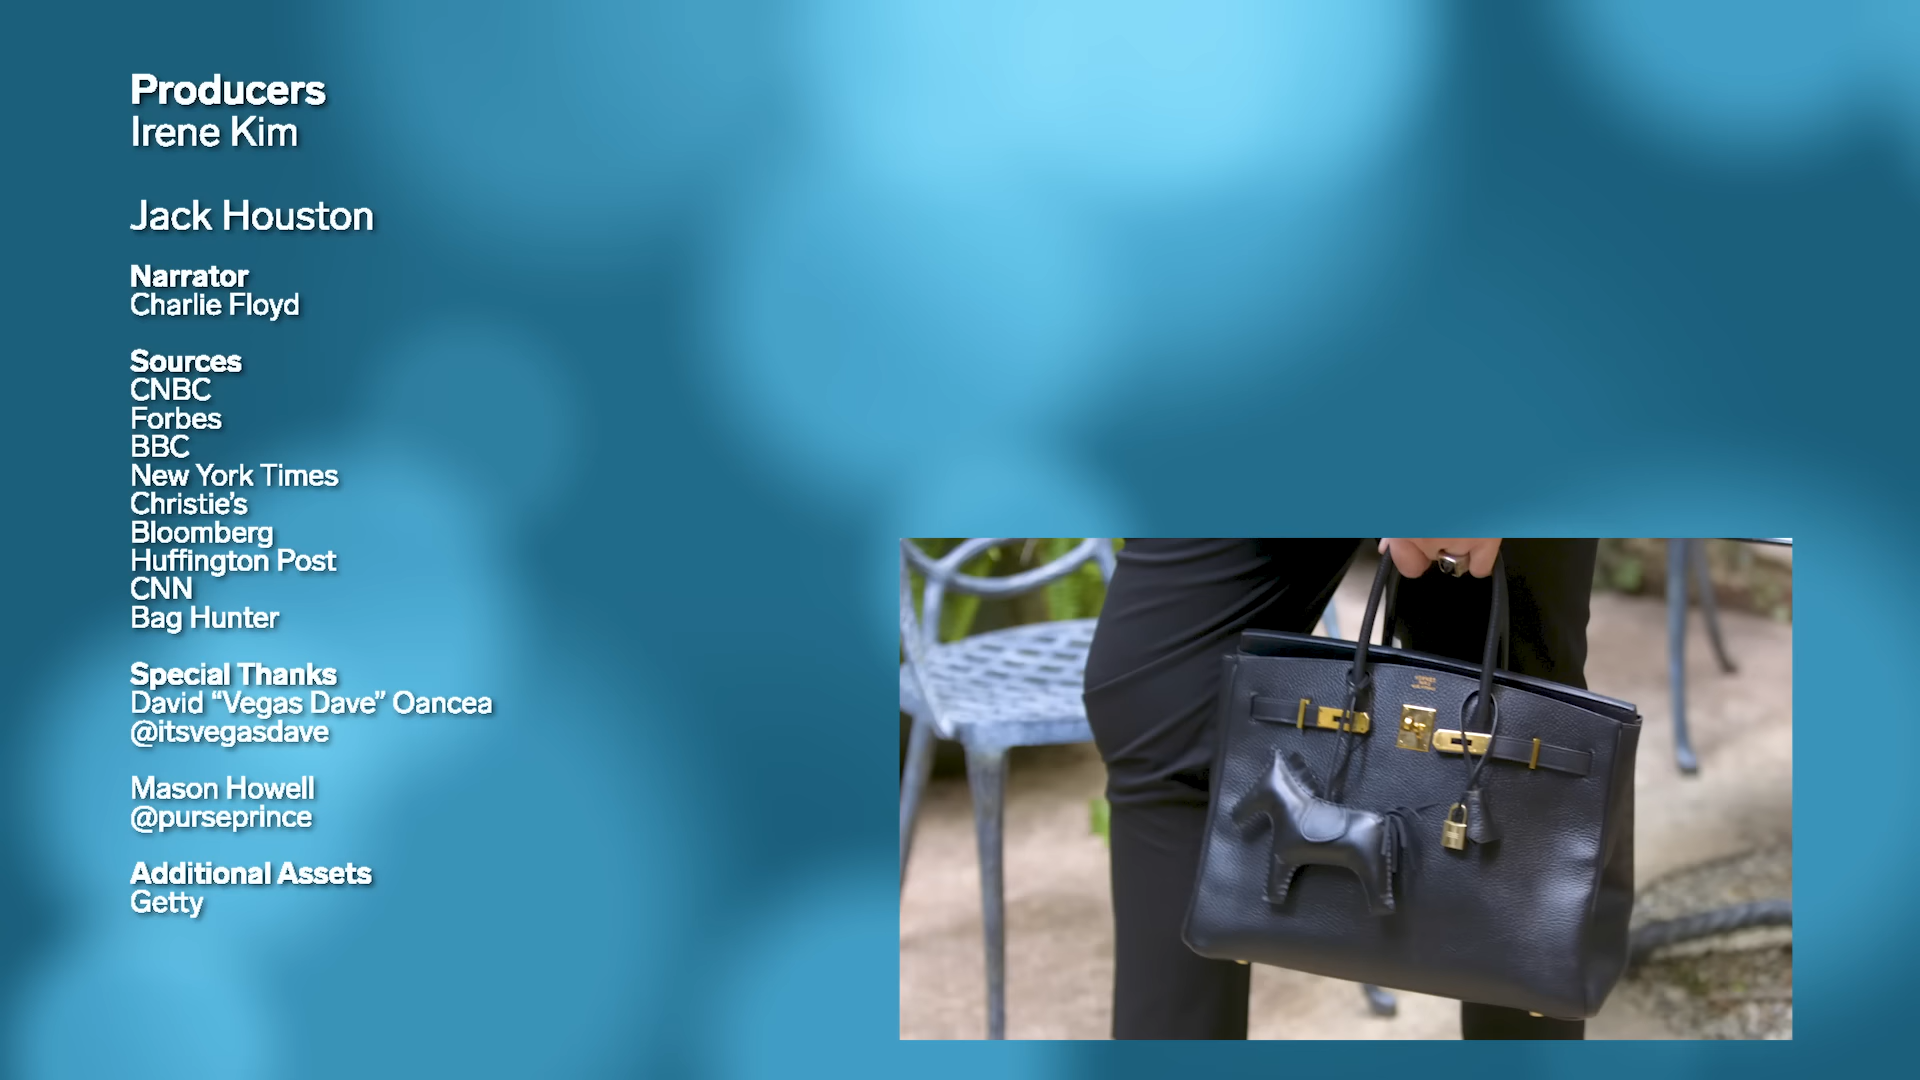 Producers
Irene Kim
Jack Houston
Narrator
Charlie Floyd
Sources
CNBC
Forbes
BBC
New York Times
Christie’s
Bloomberg
Huffington Post
CNN
Bag Hunter
Special Thanks
David “Vegas Dave” Oancea
@itsvegasdave
Mason Howell
@purseprince
Additional Assets
Getty